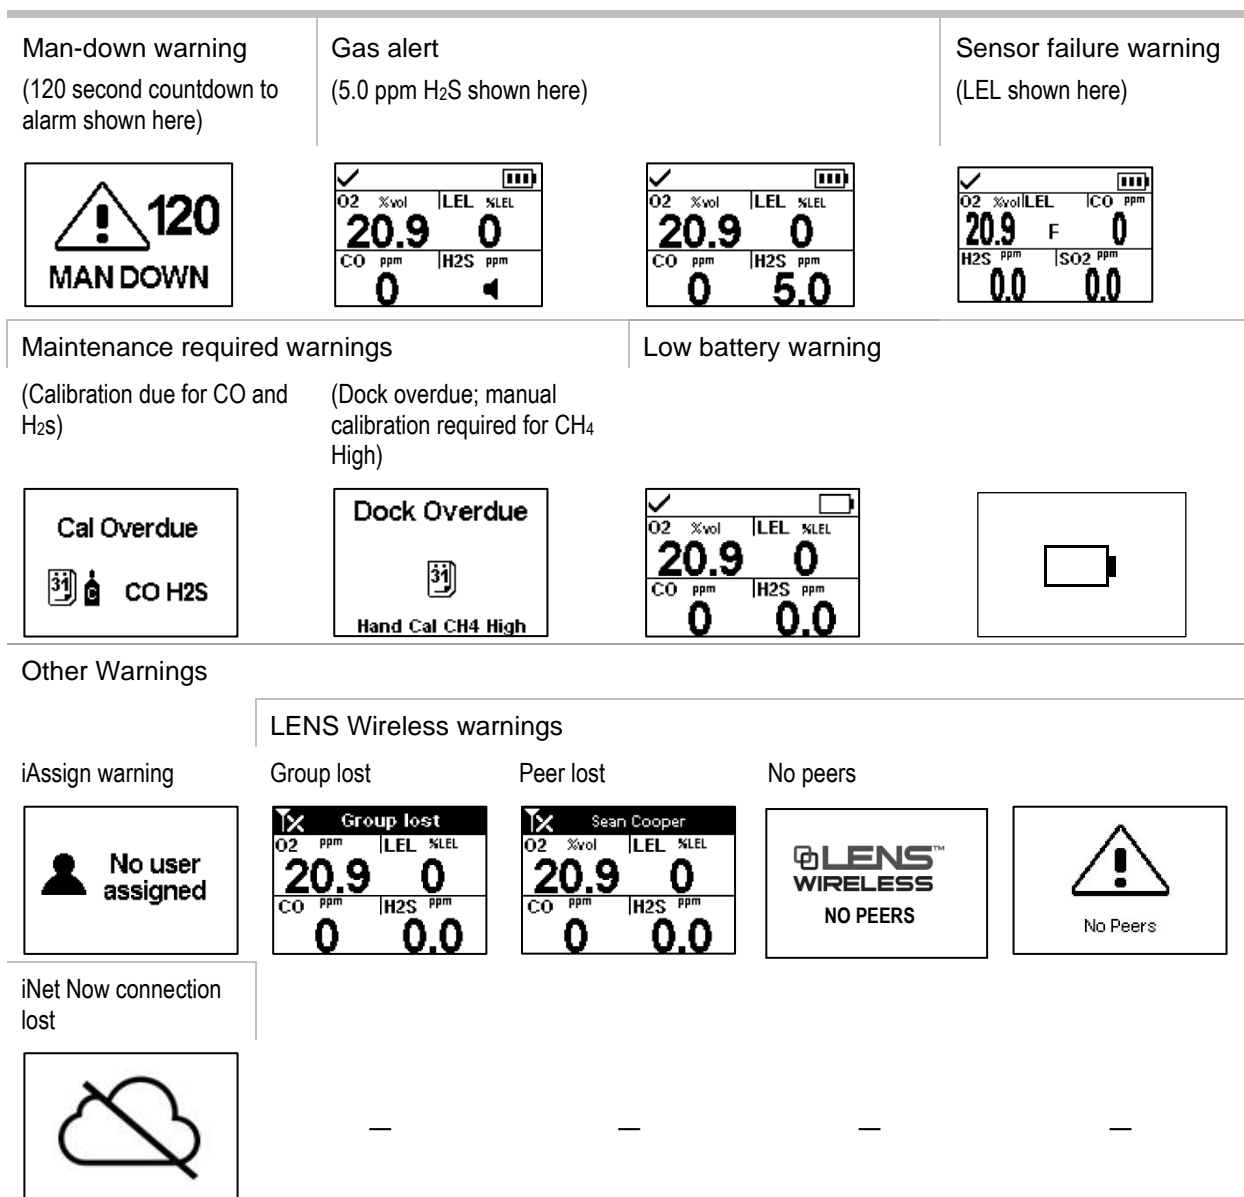 Man-down warning
(120 second countdown to
alarm shown here)
Gas alert
(5.0 ppm H2S shown here)
Sensor failure warning
(LEL shown here)
120
MAN DOWN
O2 %vol LEL %LEL
20.9 0
CO ppm H2S ppm
0
O2 %vol LEL %LEL
20.9 0
CO ppm H2S ppm
0 5.0
O2 %vol LEL CO ppm
20.9 F 0
H2S ppm SO2 ppm
0.0 0.0
Maintenance required warnings
Low battery warning
(Calibration due for CO and
H2s)
(Dock overdue; manual
calibration required for CH4
High)
Cal Overdue
31 C CO H2S
Dock Overdue
31
Hand Cal CH4 High
O2 %vol LEL %LEL
20.9 0
CO ppm H2S ppm
0 0.0
Other Warnings
LENS Wireless warnings
iAssign warning
Group lost
Peer lost
No peers
No user
assigned
Group lost
O2 ppm LEL %LEL
20.9 0
CO ppm H2S ppm
0 0.0
Sean Cooper
O2 %vol LEL %LEL
20.9 0
CO ppm H2S ppm
0 0.0
LENS™
WIRELESS
NO PEERS
No Peers
iNet Now connection
lost
— — — —